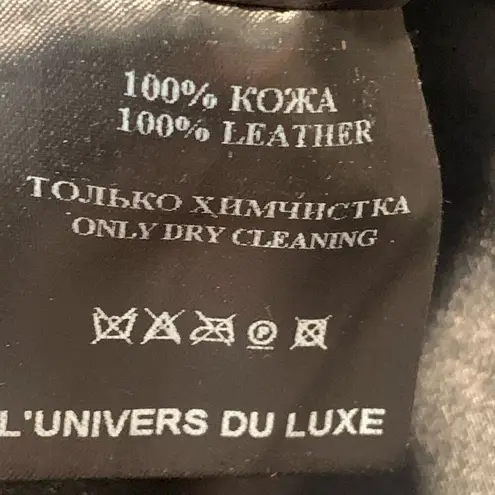 100% КОЖА
100% LEATHER
ТОЛЬКО ХИМЧИСТКА
ONLY DRY CLEANING
P
L'UNIVERS DU LUXE